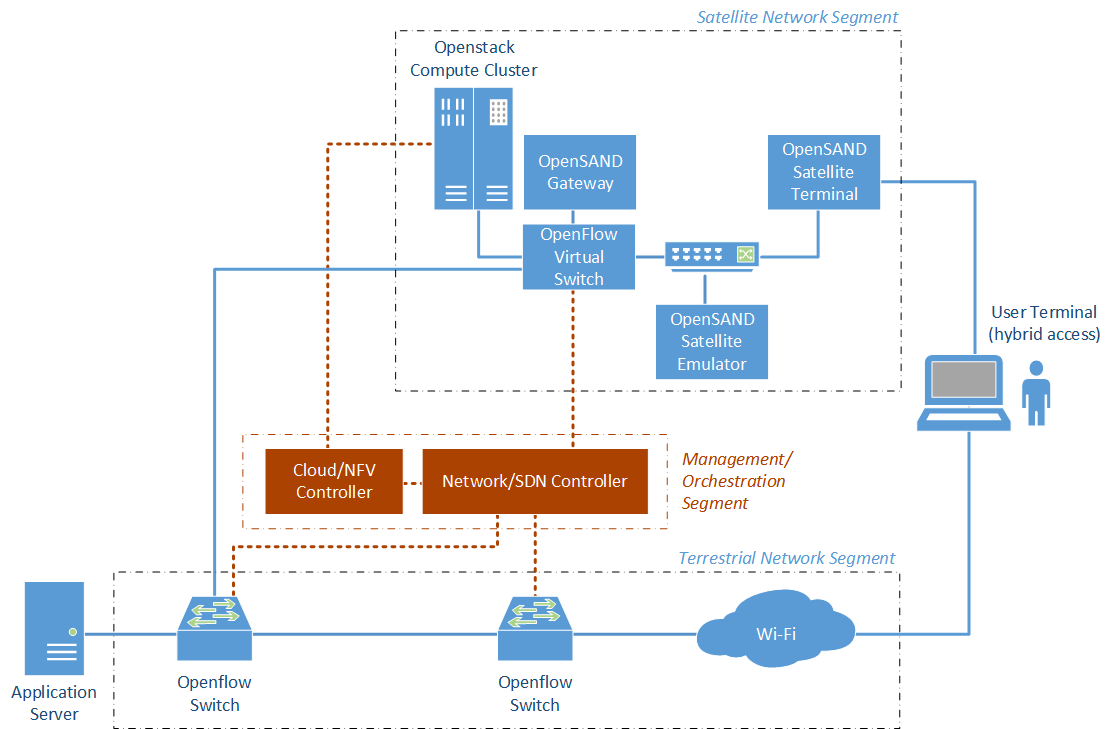 Satellite Network Segment
Openstack
Compute Cluster
OpenSAND
Gateway
OpenSAND
Satellite
Terminal
OpenFlow
Virtual
Switch
OpenSAND
Satellite
Emulator
User Terminal
(hybrid access)
Cloud/NFV
Controller
Network/SDN Controller
Management/
Orchestration
Segment
Terrestrial Network Segment
Wi-Fi
Application
Server
Openflow
Switch
Openflow
Switch